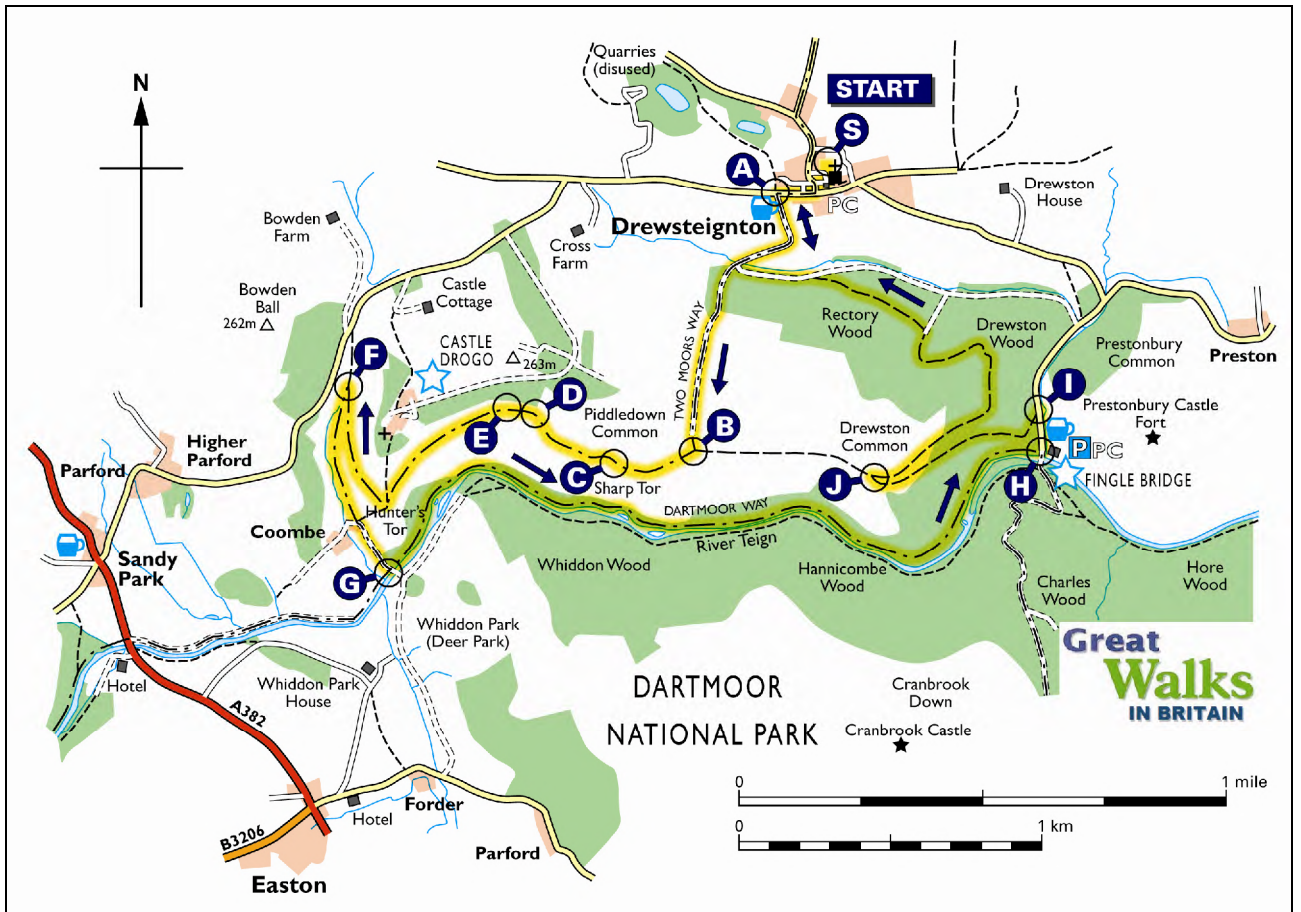 Quarries
(disused)
START
N
S
A
PC
Drewsteignton
Drewston
House
Bowden
Farm
Cross
Farm
Castle
Cottage
Bowden
Ball
262m
CASTLE
DROGO
263m
TWO MOORS WAY
Rectory
Wood
Drewston
Wood
Prestonbury
Common
Preston
F
D
I
Prestonbury Castle
Fort
E
Piddledown
Common
B
Drewston
Common
P
PC
Higher
Parford
Parford
C
Sharp Tor
J
H
FINGLE BRIDGE
Hunter's
Tor
DARTMOOR WAY
River Teign
Coombe
Sandy
Park
G
Whiddon Wood
Hannicombe
Wood
Charles
Wood
Hore
Wood
Whiddon Park
(Deer Park)
Great
Walks
IN BRITAIN
Hotel
Whiddon Park
House
A382
DARTMOOR
NATIONAL PARK
Cranbrook
Down
Cranbrook Castle
0
1 mile
0
1 km
Forder
Hotel
B3206
Parford
Easton